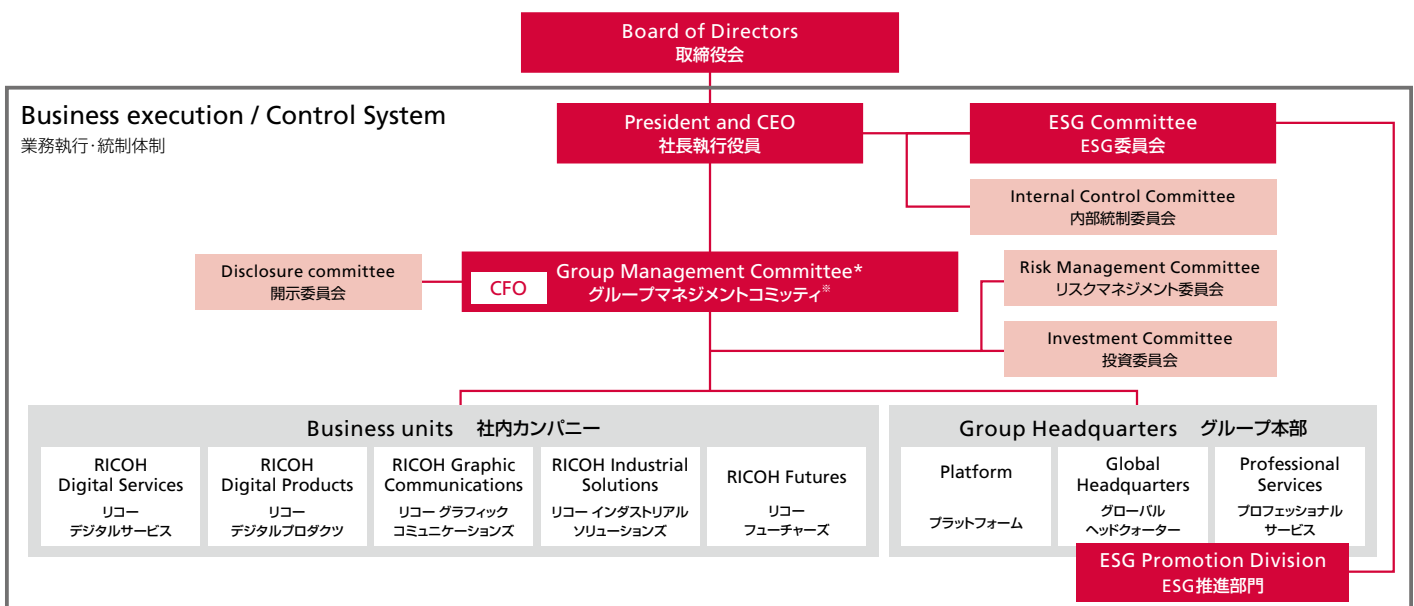 Board of Directors
取締役会
Business execution / Control System
業務執行・統制体制
President and CEO
社長執行役員
ESG Committee
ESG委員会
Internal Control Committee
内部統制委員会
Disclosure committee
開示委員会
CFO
Group Management Committee*
グループマネジメントコミッティ※
Risk Management Committee
リスクマネジメント委員会
Investment Committee
投資委員会
Business units 社内カンパニー
RICOH
Digital Services
リコー
デジタルサービス
RICOH
Digital Products
リコー
デジタルプロダクツ
RICOH Graphic
Communications
リコー グラフィック
コミュニケーションズ
RICOH Industrial
Solutions
リコー インダストリアル
ソリューションズ
RICOH Futures
リコー
フューチャーズ
Group Headquarters グループ本部
Platform
プラットフォーム
Global
Headquarters
グローバル
ヘッドクォーター
Professional
Services
プロフェッショナル
サービス
ESG Promotion Division
ESG推進部門